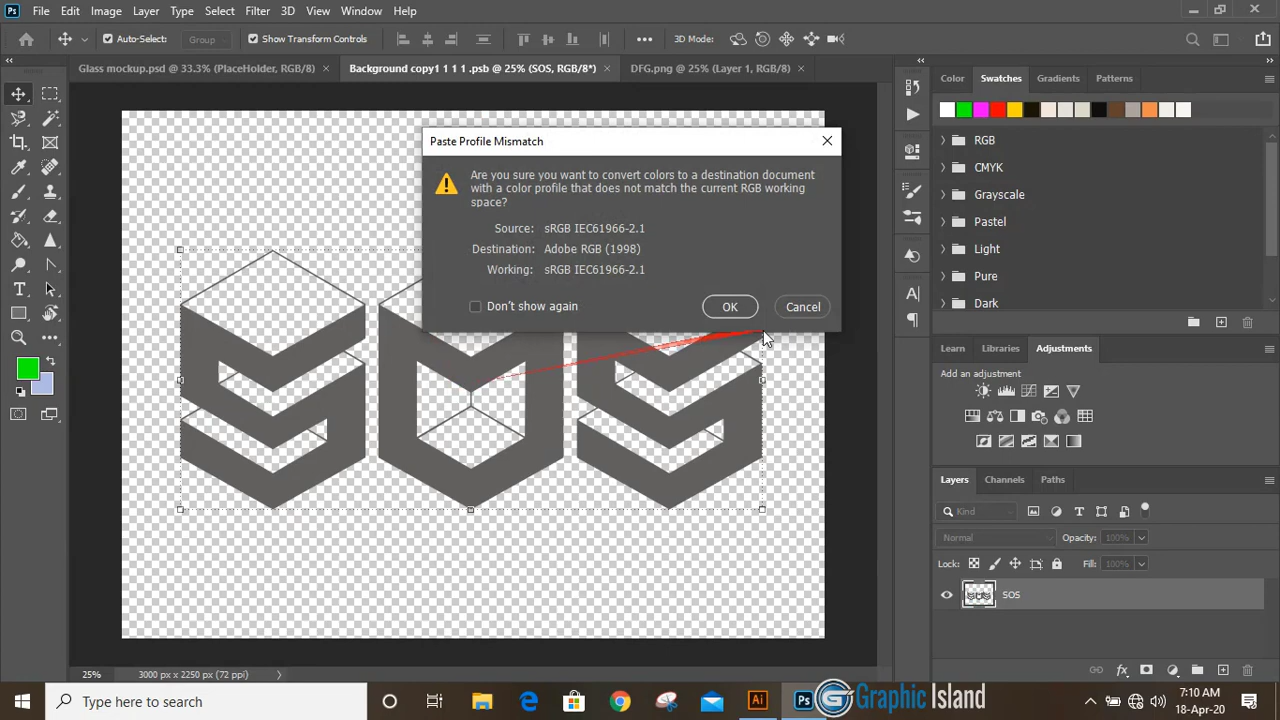 Ps File Edit Image Layer Type Select Filter 3D View Window Help
Auto-Select: Group Show Transform Controls 3D Mode:
Glass mockup.psd @ 33.3% (PlaceHolder, RGB/8) × Background copy1 1 1 1 .psb @ 25% (SOS, RGB/8*) × DFG.png @ 25% (Layer 1, RGB/8) ×
Color Swatches Gradients Patterns
Paste Profile Mismatch
Are you sure you want to convert colors to a destination document
with a color profile that does not match the current RGB working
space?
Source: sRGB IEC61966-2.1
Destination: Adobe RGB (1998)
Working: sRGB IEC61966-2.1
Don't show again OK Cancel
RGB
CMYK
Grayscale
Pastel
Light
Pure
Dark
SOS
Learn Libraries Adjustments
Add an adjustment
Layers Channels Paths
Kind
Normal Opacity: 100%
Lock: Fill: 100%
SOS
25% 3000 px x 2250 px (72 ppi)
Type here to search
Ai Ps Graphic Island
7:10 AM
18-Apr-20